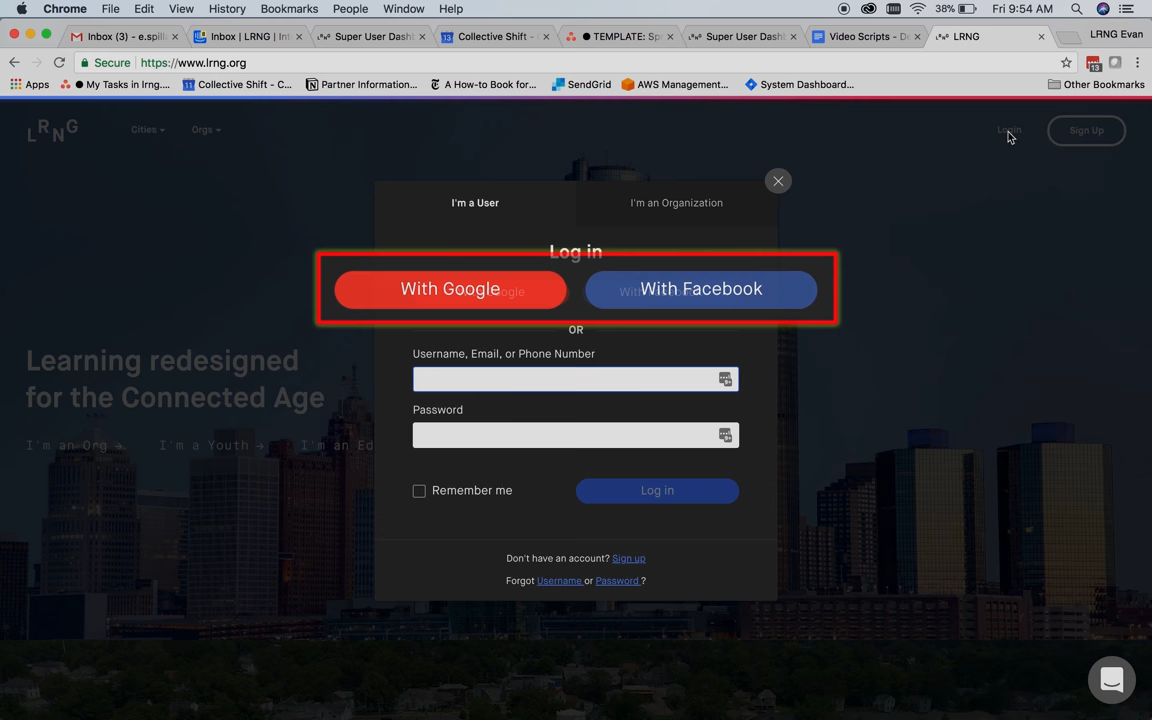 Chrome File Edit View History Bookmarks People Window Help 38% Fri 9:54 AM
Inbox (3) - e.spill Inbox | LRNG | Int Super User Dashb Collective Shift - C TEMPLATE: Sp Super User Dashb Video Scripts - Do LRNG LRNG Evan
Secure https://www.lrng.org 13
Apps My Tasks in lrng.... Collective Shift - C... Partner Information... A How-to Book for... SendGrid AWS Management... System Dashboard... Other Bookmarks
LRNG Cities Orgs Login Sign Up
I'm a User I'm an Organization
Log in
With Google With Facebook
OR
Username, Email, or Phone Number
Learning redesigned
for the Connected Age
Password
I'm an Org → I'm a Youth → I'm an Ed
Remember me Log in
Don't have an account? Sign up
Forgot Username or Password ?